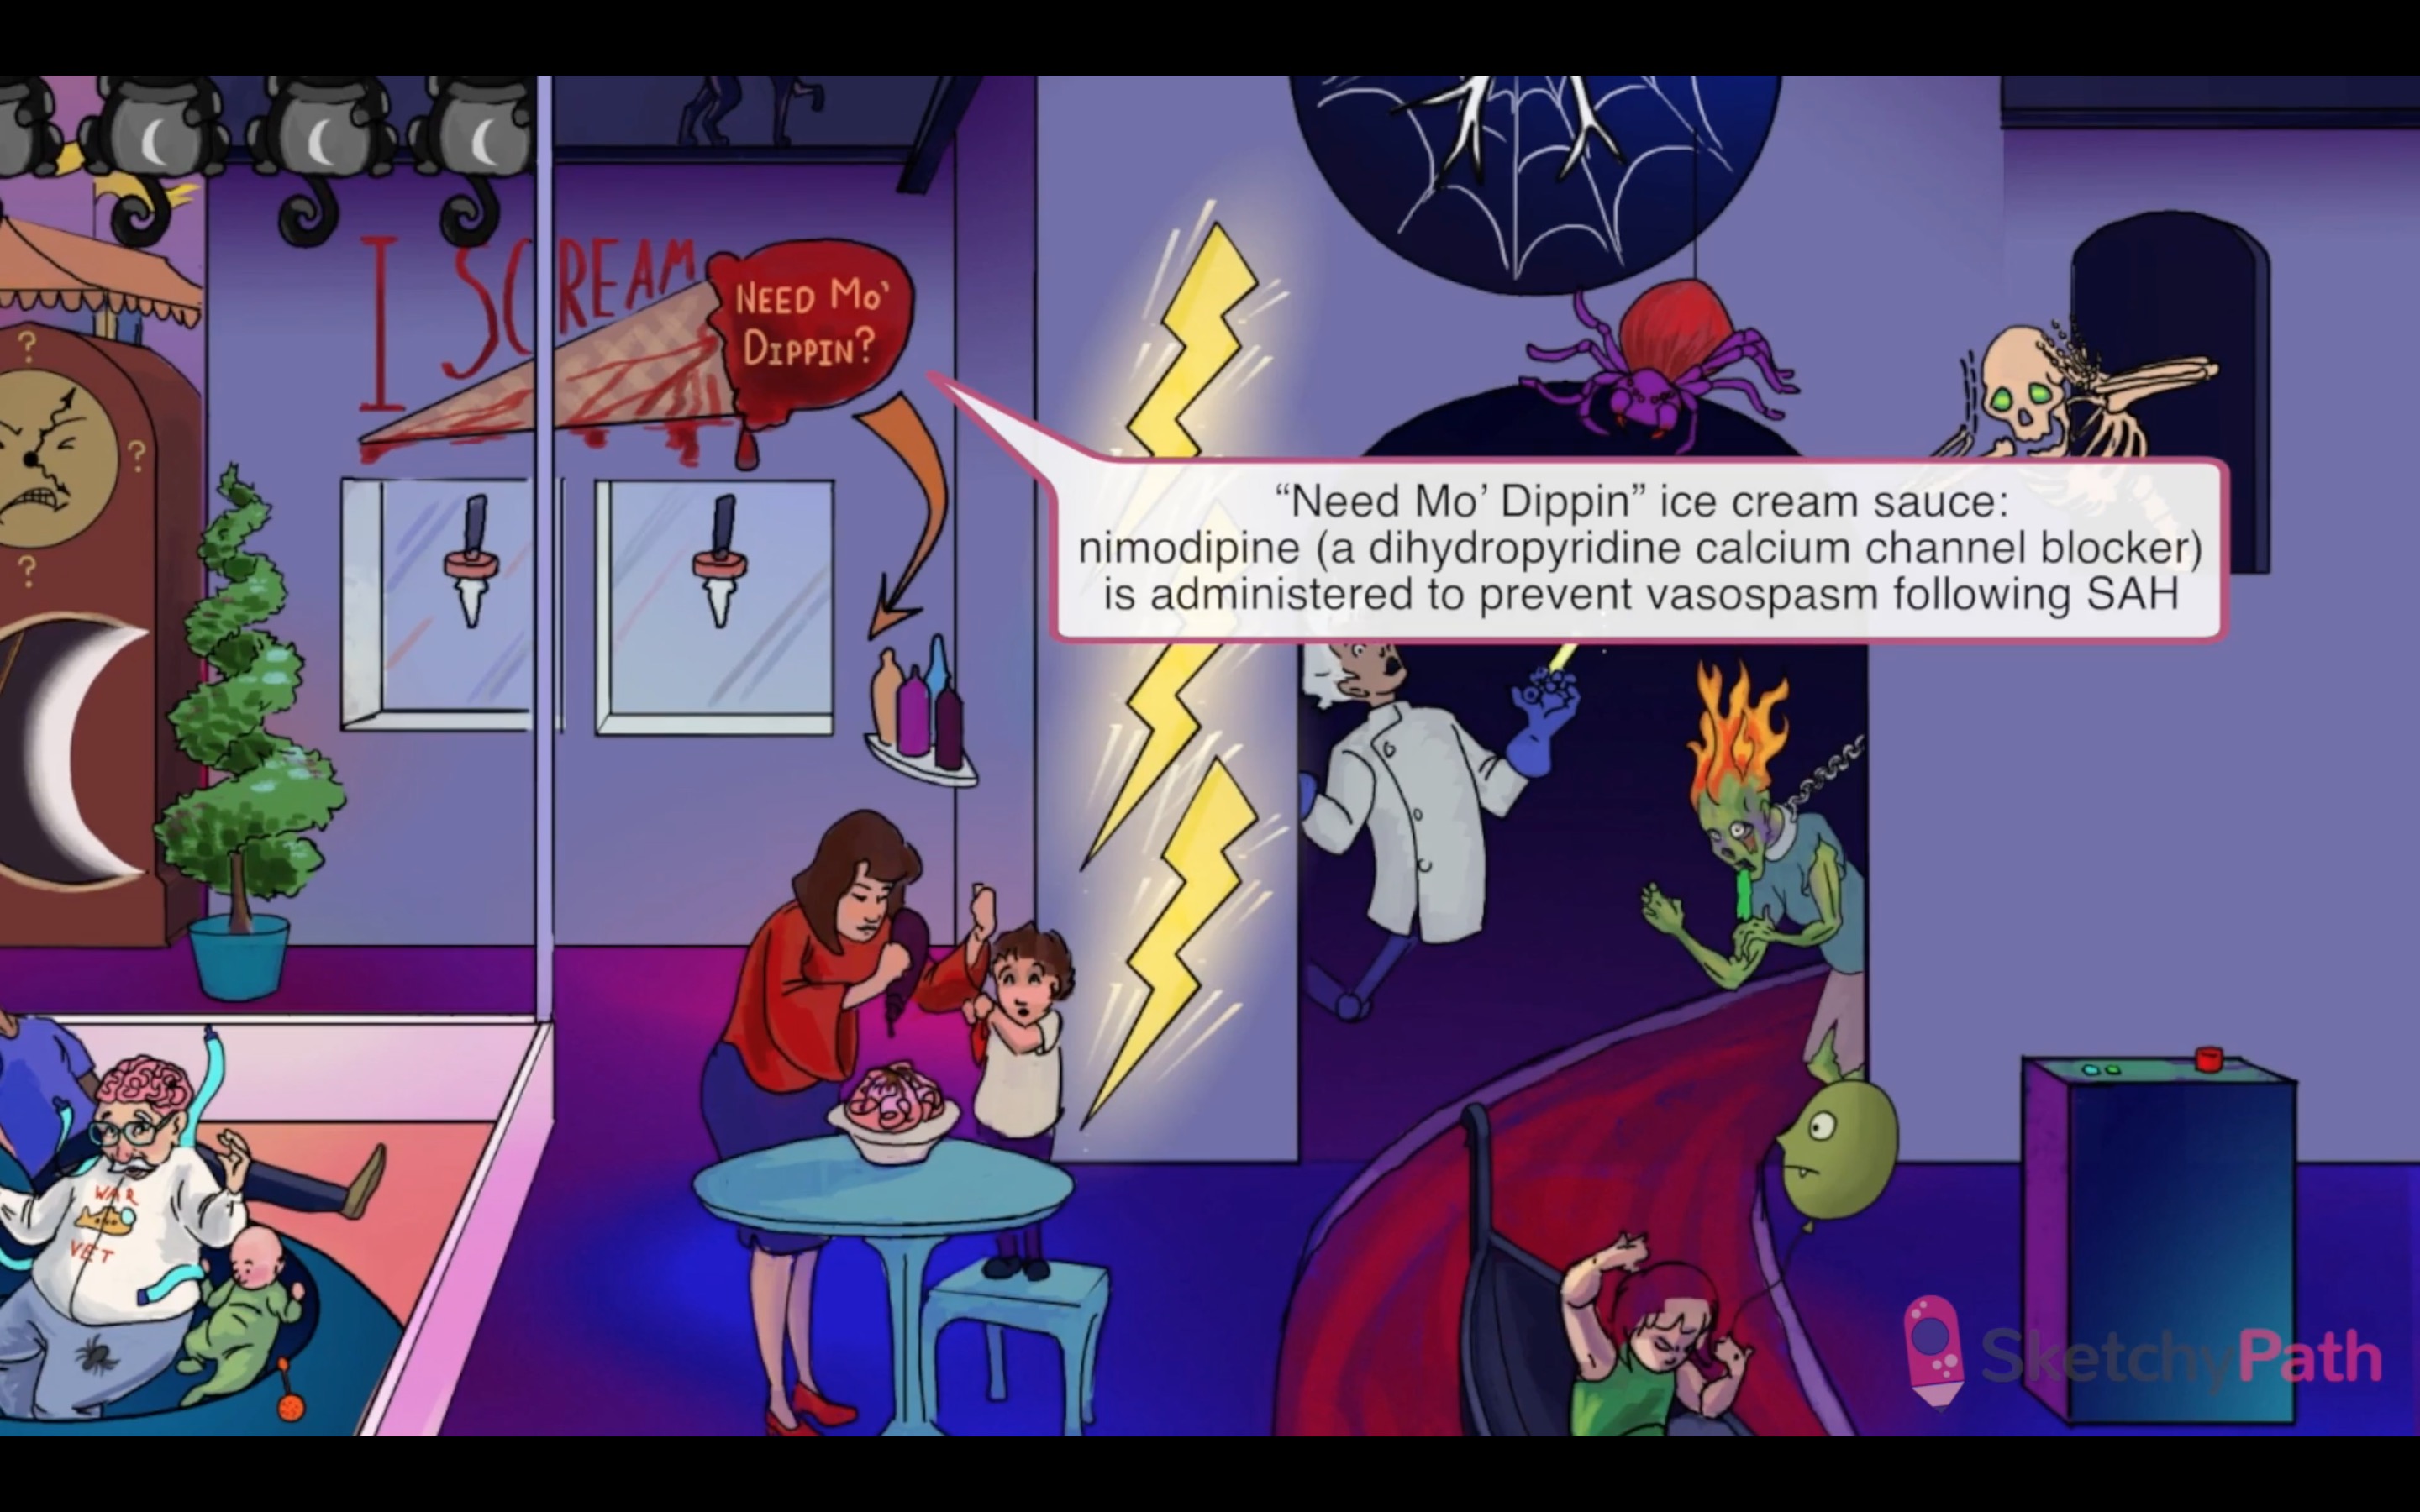 I SCREAM
NEED MO'
DIPPIN?
?
?
?
“Need Mo’ Dippin” ice cream sauce:
nimodipine (a dihydropyridine calcium channel blocker)
is administered to prevent vasospasm following SAH
WAR
VET
SketchyPath